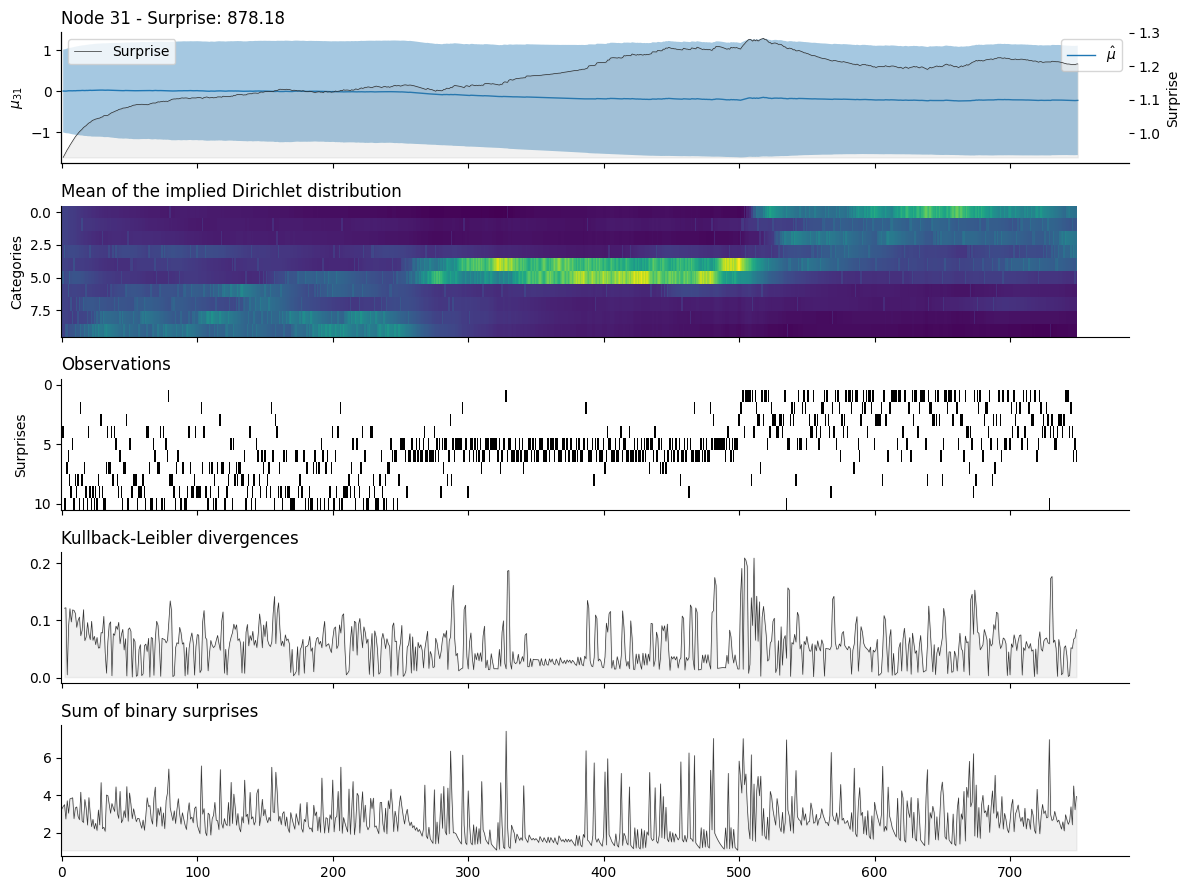 Node 31 - Surprise: 878.18
Surprise
μ̂
1
0
−1
μ31
1.3
1.2
1.1
1.0
Surprise
Mean of the implied Dirichlet distribution
0.0
2.5
5.0
7.5
Categories
Observations
0
5
10
Surprises
Kullback-Leibler divergences
0.2
0.1
0.0
Sum of binary surprises
6
4
2
0 100 200 300 400 500 600 700